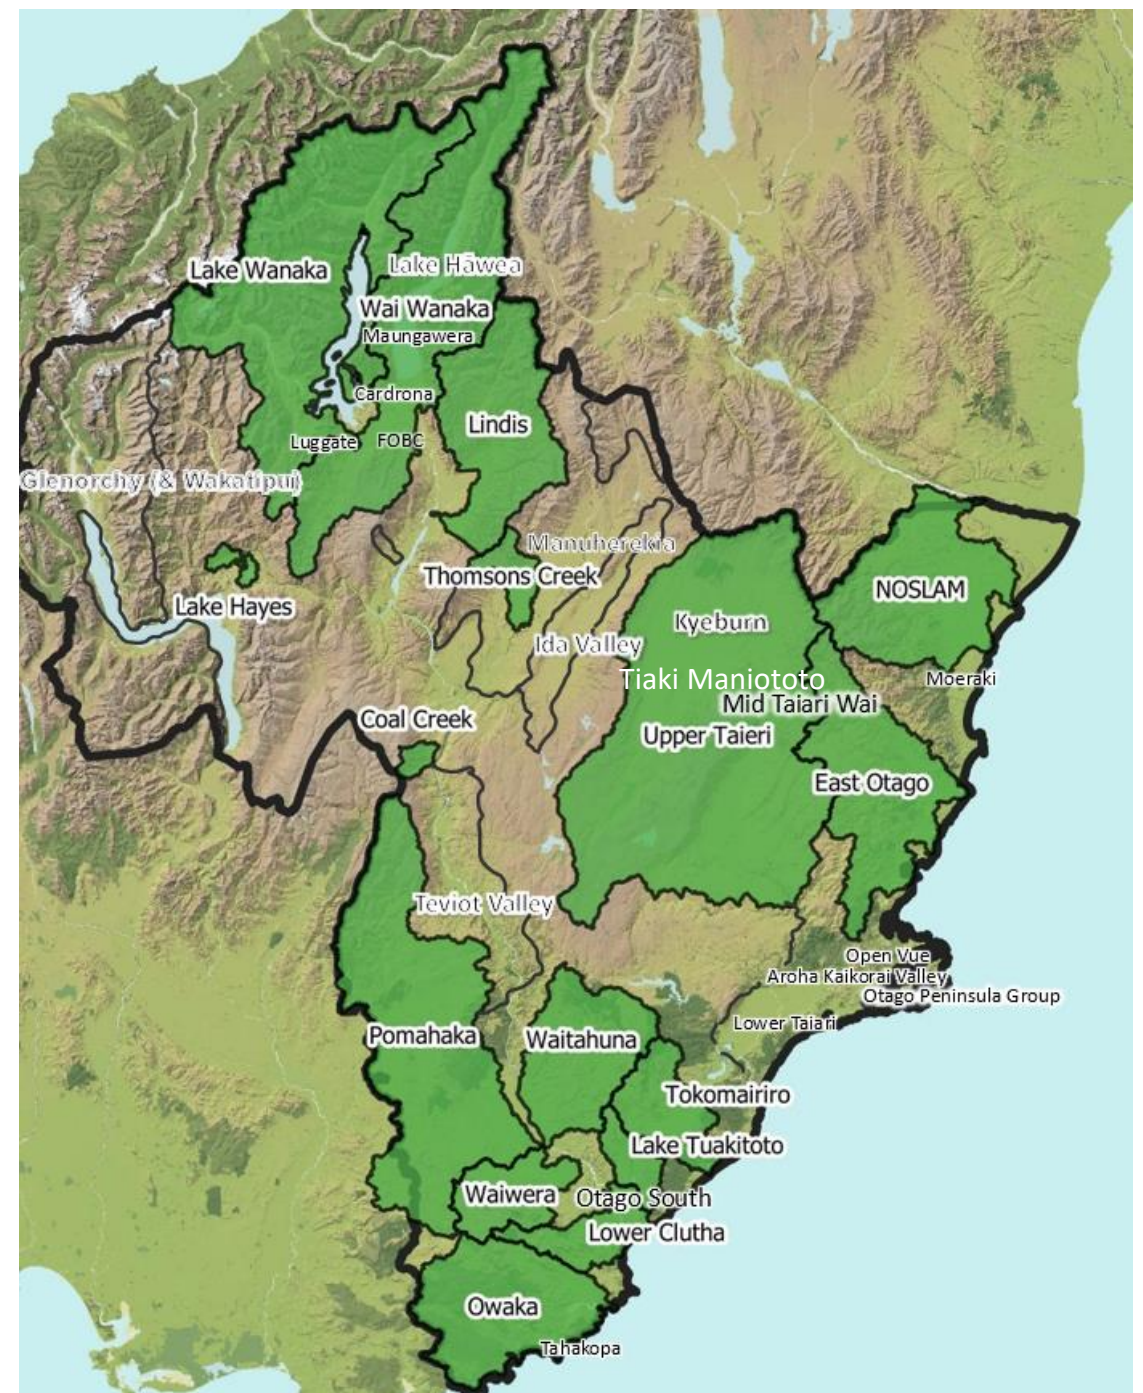 Lake Wanaka
Lake Hāwea
Wai Wanaka
Maungawera
Cardrona
Lindis
Luggate
FOBC
Glenorchy (& Wakatipu)
Manuherekia
Thomsons Creek
NOSLAM
Lake Hayes
Kyeburn
Ida Valley
Tiaki Maniototo
Moeraki
Mid Taiari Wai
Coal Creek
Upper Taieri
East Otago
Teviot Valley
Open Vue
Aroha Kaikorai Valley
Otago Peninsula Group
Lower Taiari
Pomahaka
Waitahuna
Tokomairiro
Lake Tuakitoto
Waiwera
Otago South
Lower Clutha
Owaka
Tahakopa